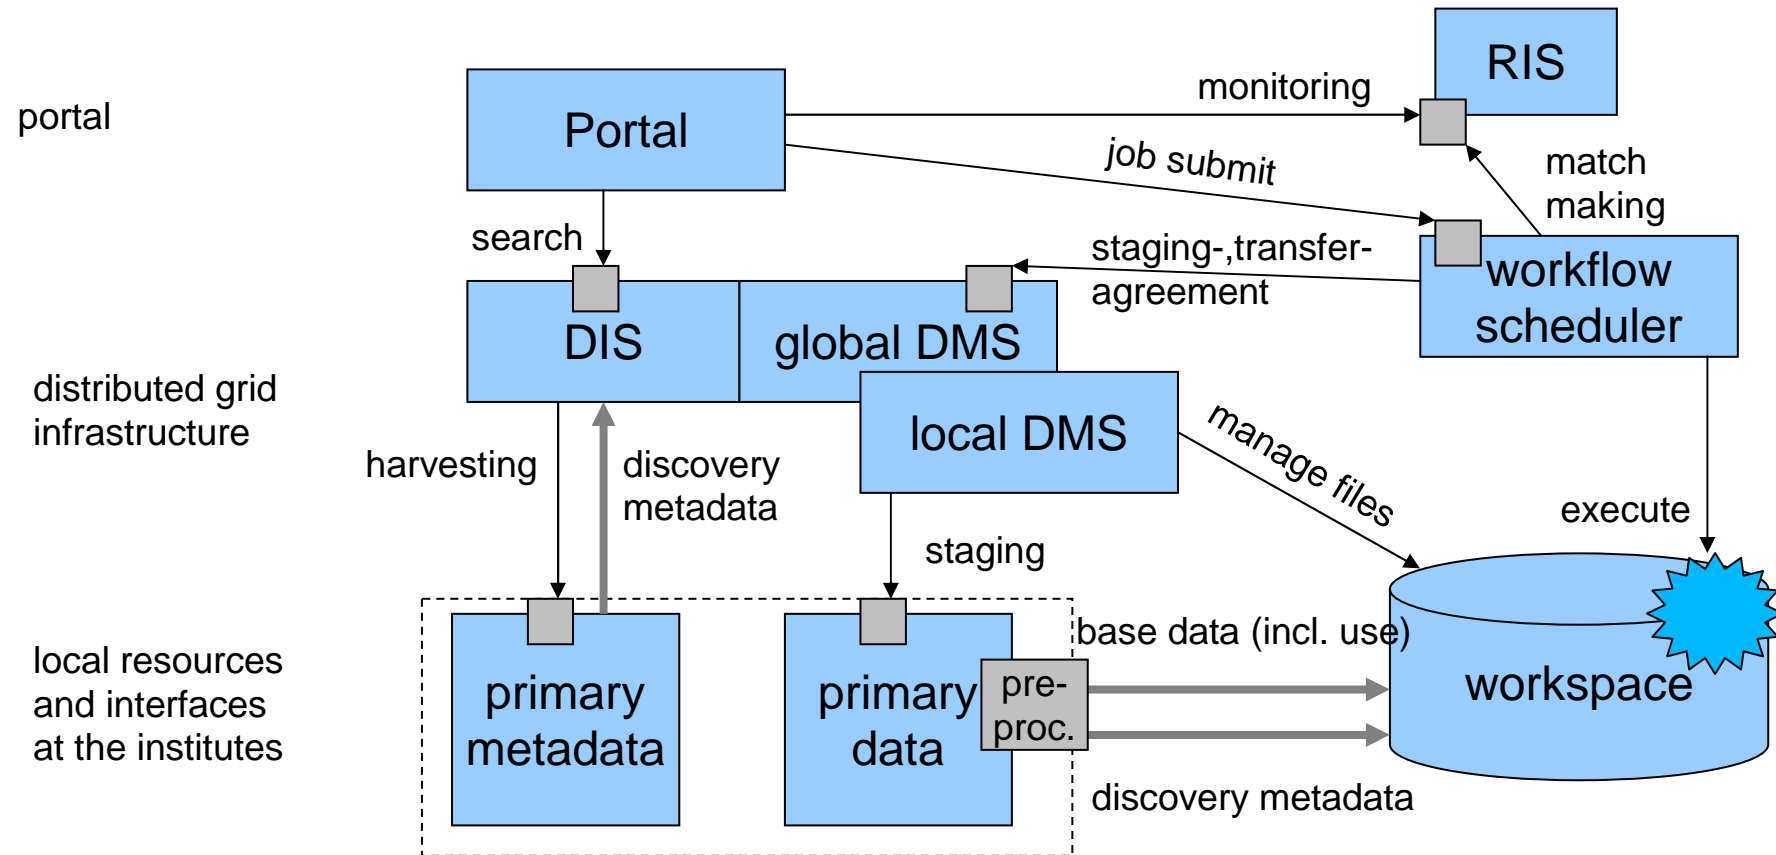 RIS
monitoring
portal
Portal
job submit
match
making
search
staging-,transfer-
agreement
workflow
scheduler
DIS
global DMS
distributed grid
infrastructure
local DMS
manage files
harvesting
discovery
metadata
execute
staging
base data (incl. use)
local resources
and interfaces
at the institutes
primary
metadata
primary
data
pre-
proc.
workspace
discovery metadata